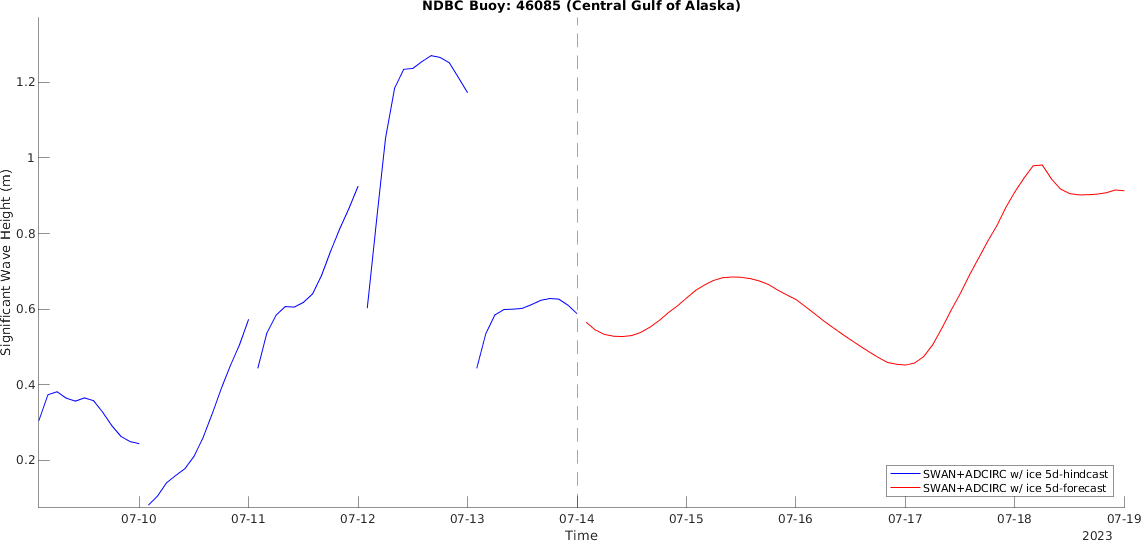 NDBC Buoy: 46085 (Central Gulf of Alaska)
Significant Wave Height (m)
1.2
1
0.8
0.6
0.4
0.2
SWAN+ADCIRC w/ ice 5d-hindcast
SWAN+ADCIRC w/ ice 5d-forecast
07-10 07-11 07-12 07-13 07-14 07-15 07-16 07-17 07-18 07-19
Time
2023